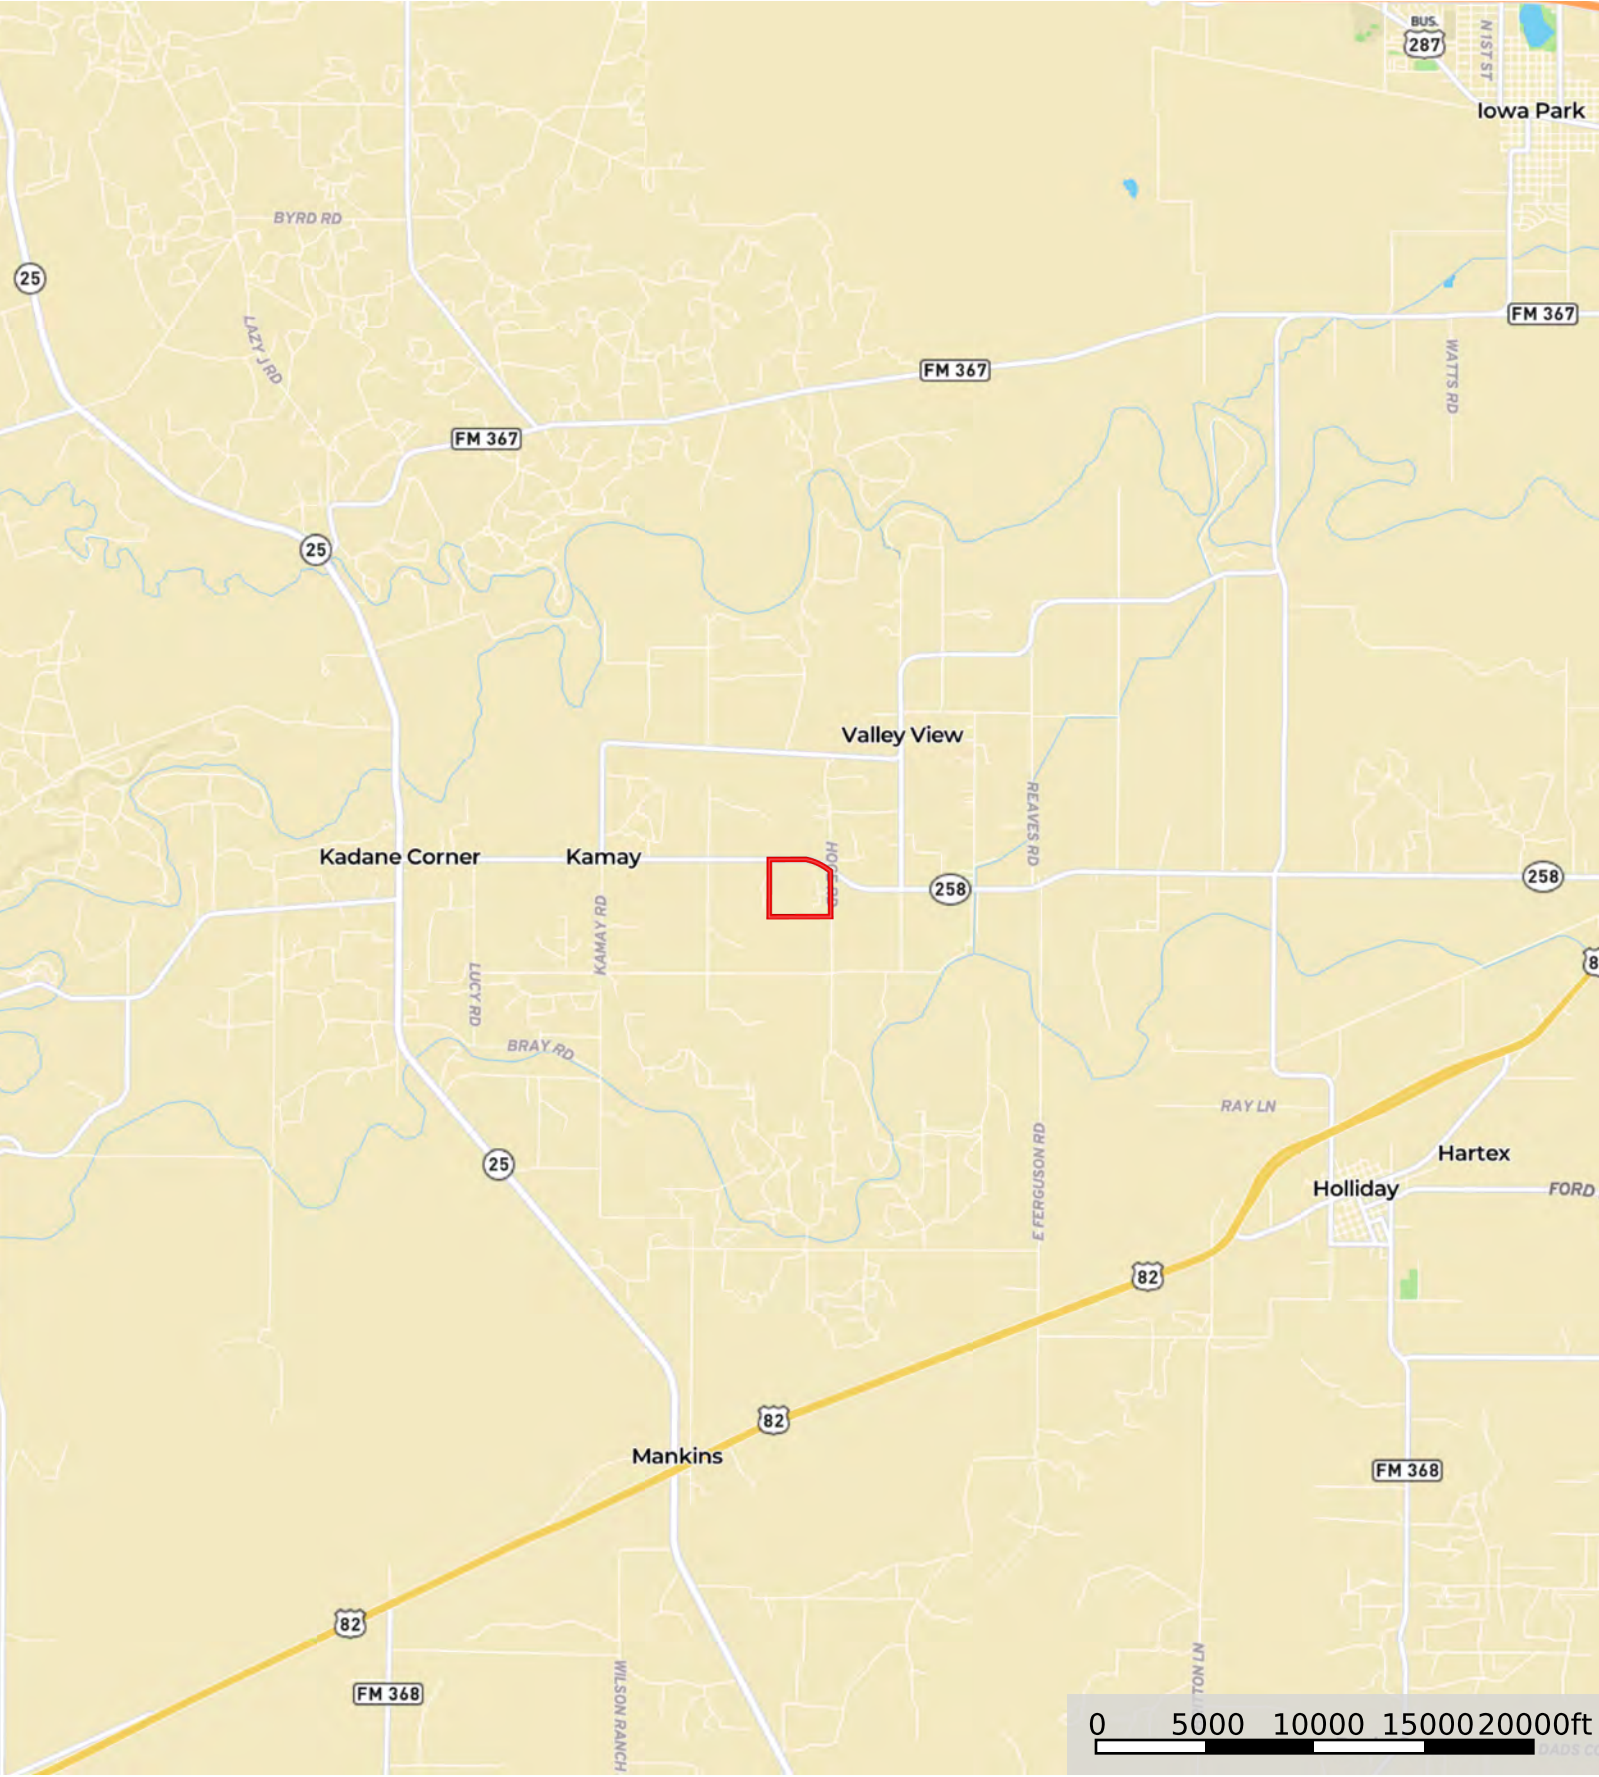 BUS.
287
N 1ST ST
Iowa Park
BYRD RD
25
FM 367
LAZY J RD
FM 367
WATTS RD
FM 367
25
Valley View
REAVES RD
Kadane Corner
Kamay
258
258
KAMAY RD
LUCY RD
BRAY RD
RAY LN
E FERGUSON RD
Hartex
25
Holliday
FORD
82
82
Mankins
FM 368
82
FM 368
WILSON RANCH
0 5000 10000 15000 20000ft